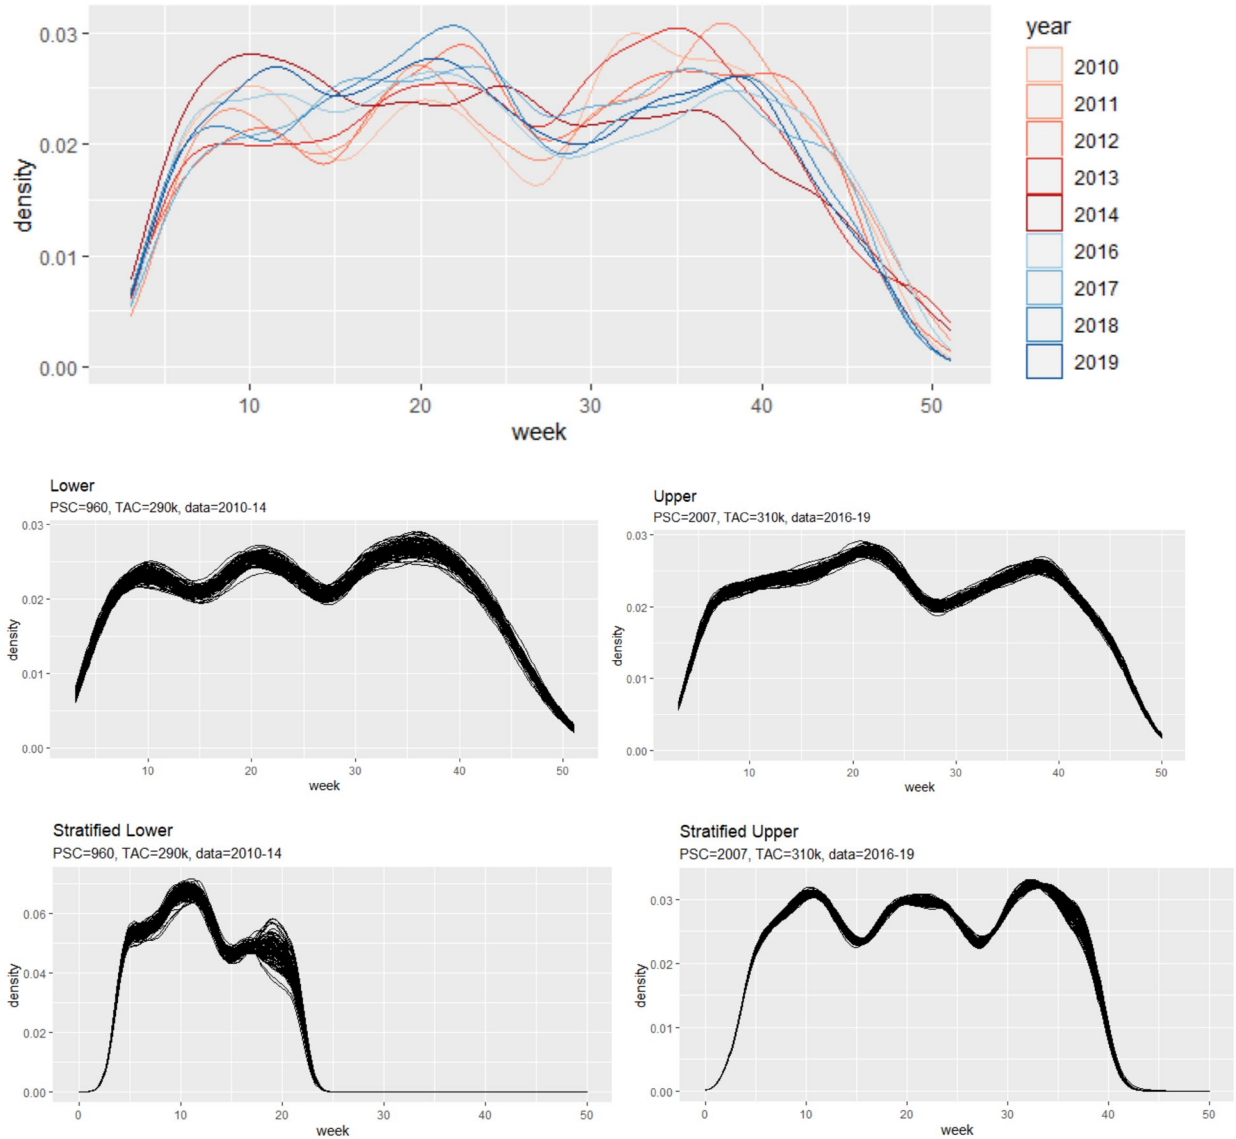 year
2010
2011
2012
2013
2014
2016
2017
2018
2019
density
0.03
0.02
0.01
0.00
10 20 30 40 50
week
Lower
PSC=960, TAC=290k, data=2010-14
density
0.03
0.02
0.01
0.00
10 20 30 40 50
week
Upper
PSC=2007, TAC=310k, data=2016-19
density
0.03
0.02
0.01
0.00
10 20 30 40 50
week
Stratified Lower
PSC=960, TAC=290k, data=2010-14
density
0.06
0.04
0.02
0.00
0 10 20 30 40 50
week
Stratified Upper
PSC=2007, TAC=310k, data=2016-19
density
0.03
0.02
0.01
0.00
0 10 20 30 40 50
week